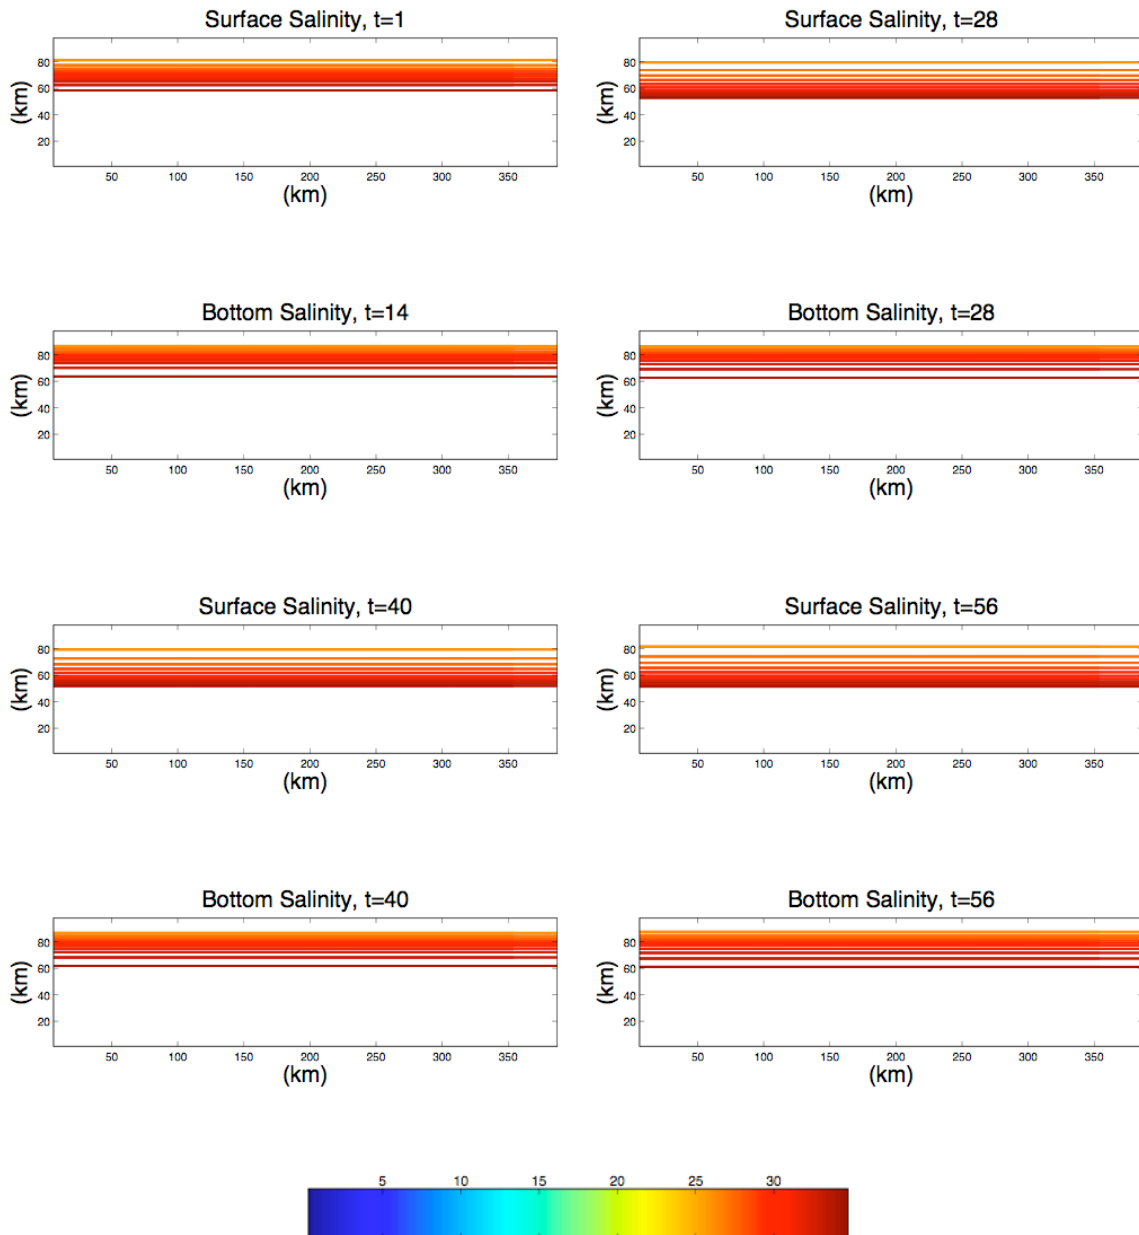 Surface Salinity, t=1
Surface Salinity, t=28
(km)
80
60
40
20
50 100 150 200 250 300 350
(km)
(km)
80
60
40
20
50 100 150 200 250 300 350
(km)
Bottom Salinity, t=14
Bottom Salinity, t=28
(km)
80
60
40
20
50 100 150 200 250 300 350
(km)
(km)
80
60
40
20
50 100 150 200 250 300 350
(km)
Surface Salinity, t=40
Surface Salinity, t=56
(km)
80
60
40
20
50 100 150 200 250 300 350
(km)
(km)
80
60
40
20
50 100 150 200 250 300 350
(km)
Bottom Salinity, t=40
Bottom Salinity, t=56
(km)
80
60
40
20
50 100 150 200 250 300 350
(km)
(km)
80
60
40
20
50 100 150 200 250 300 350
(km)
5 10 15 20 25 30